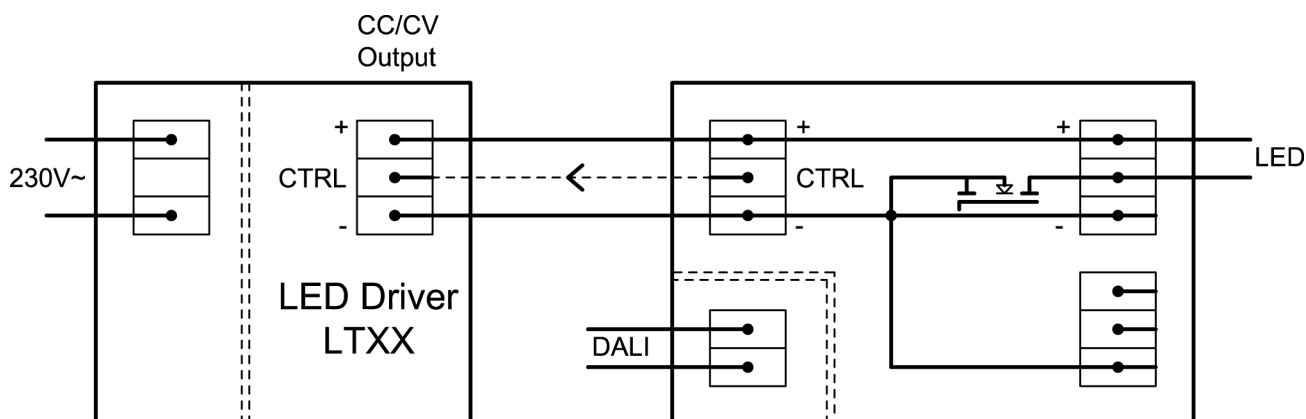 CC/CV
Output
+
+
+
230V~
CTRL
CTRL
LED
-
-
-
LED Driver
LTXX
DALI